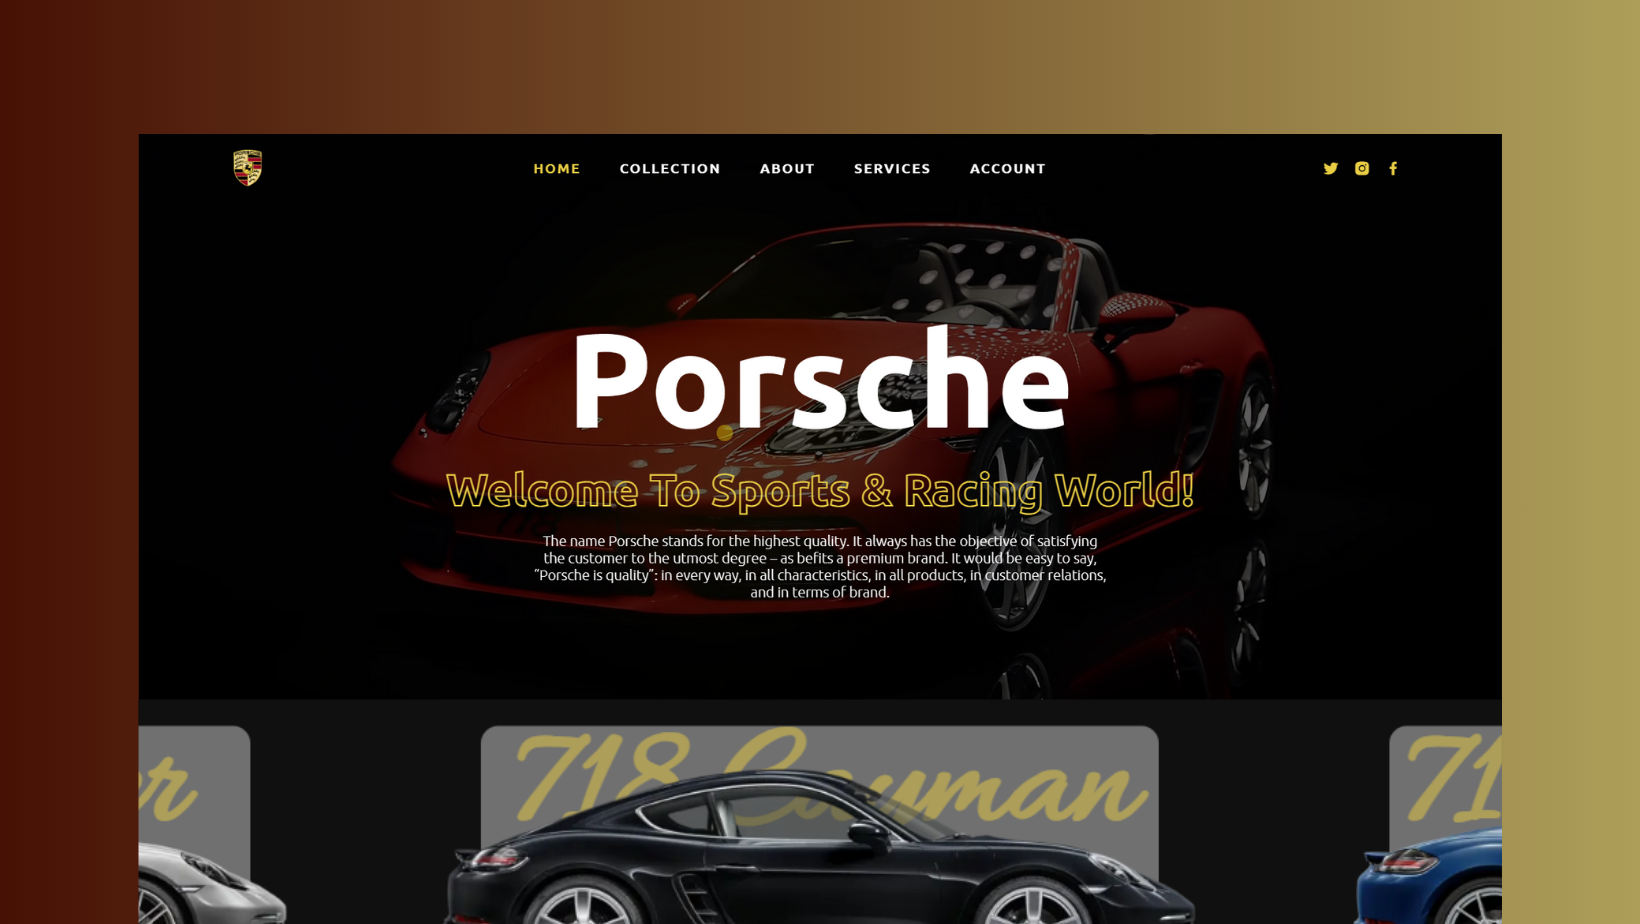 HOME COLLECTION ABOUT SERVICES ACCOUNT
Porsche
Welcome To Sports & Racing World!
The name Porsche stands for the highest quality. It always has the objective of satisfying
the customer to the utmost degree – as befits a premium brand. It would be easy to say,
“Porsche is quality”: in every way, in all characteristics, in all products, in customer relations,
and in terms of brand.
718 Cayman